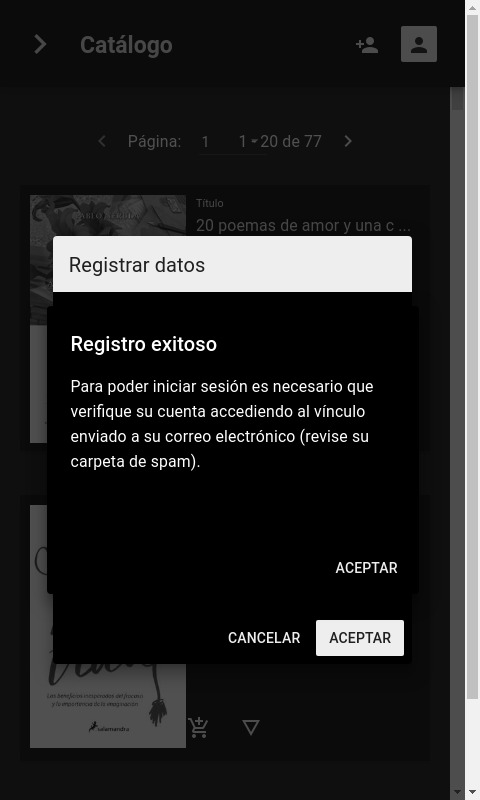 Catálogo
Página: 1 1 20 de 77
Título
20 poemas de amor y una c ...
Registrar datos
Registro exitoso
Para poder iniciar sesión es necesario que
verifique su cuenta accediendo al vínculo
enviado a su correo electrónico (revise su
carpeta de spam).
ACEPTAR
CANCELAR ACEPTAR
Los beneficios inesperados del fracaso
y la importancia de la imaginación
salamandra